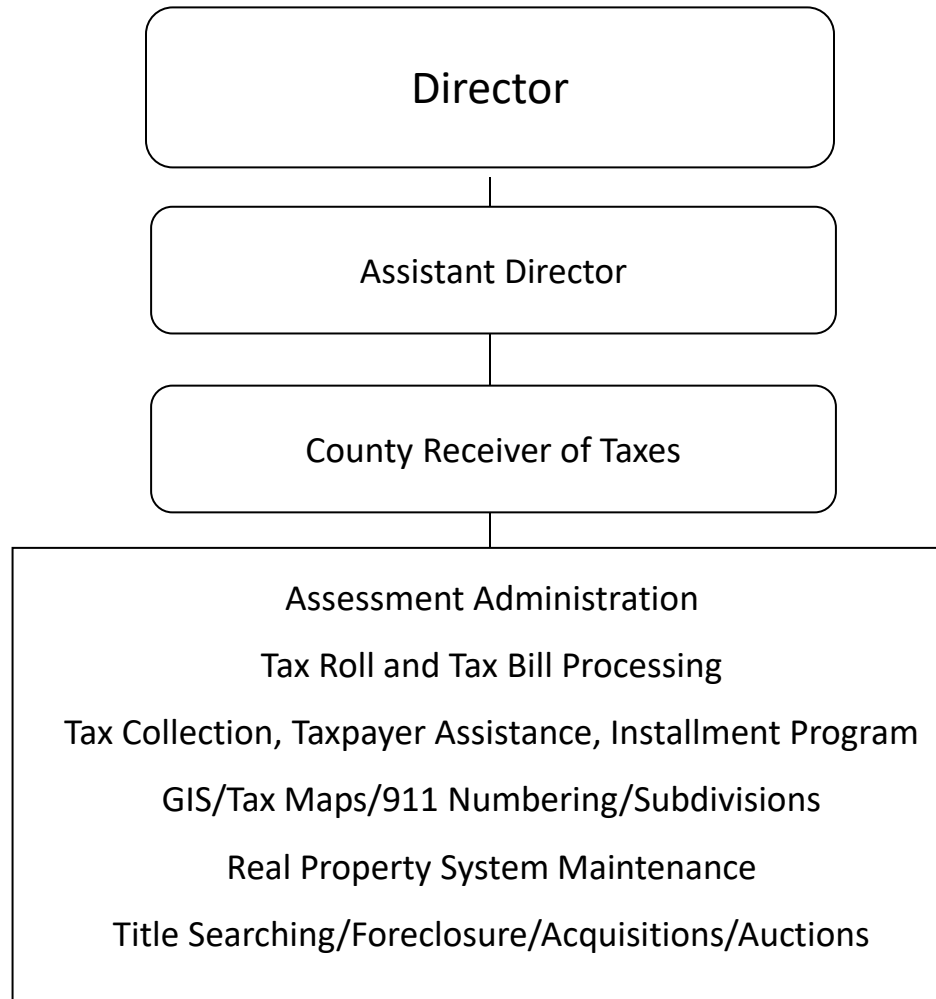 Director
Assistant Director
County Receiver of Taxes
Assessment Administration
Tax Roll and Tax Bill Processing
Tax Collection, Taxpayer Assistance, Installment Program
GIS/Tax Maps/911 Numbering/Subdivisions
Real Property System Maintenance
Title Searching/Foreclosure/Acquisitions/Auctions